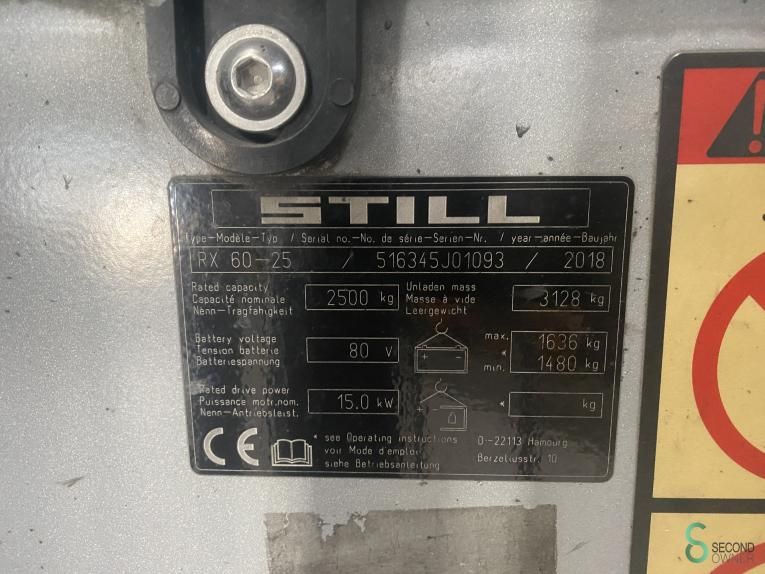 STILL
Type-Modèle-Typ / Serial no.-No. de série-Serien-Nr. / year-année-Baujahr
RX 60-25 / 516345J01093 / 2018
Rated capacity
Capacité nominale
Nenn-Tragfähigkeit
2500 kg
Unladen mass
Masse à vide
Leergewicht
3128 kg
Battery voltage
Tension batterie
Batteriespannung
80 V
+ -
max. 1636 kg
*
min. 1480 kg
Rated drive power
Puissance motr.nom.
Nenn-Antriebsleist.
15.0 kW
+
* kg
CE
* see Operating instructions
voir Mode d'emploi
siehe Betriebsanleitung
D-22113 Hamburg
Berzeliusstr. 10
!
SECOND
OWNER